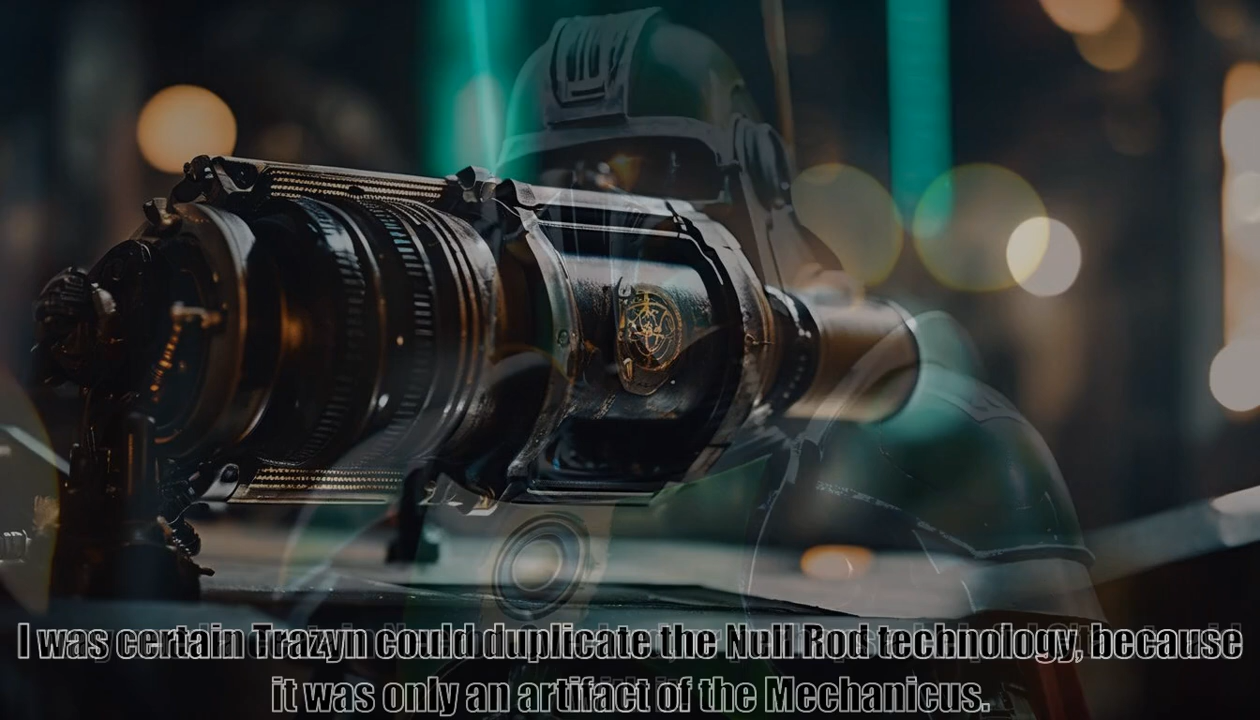 I was certain Trazyn could duplicate the Null Rod technology, because
it was only an artifact of the Mechanicus.